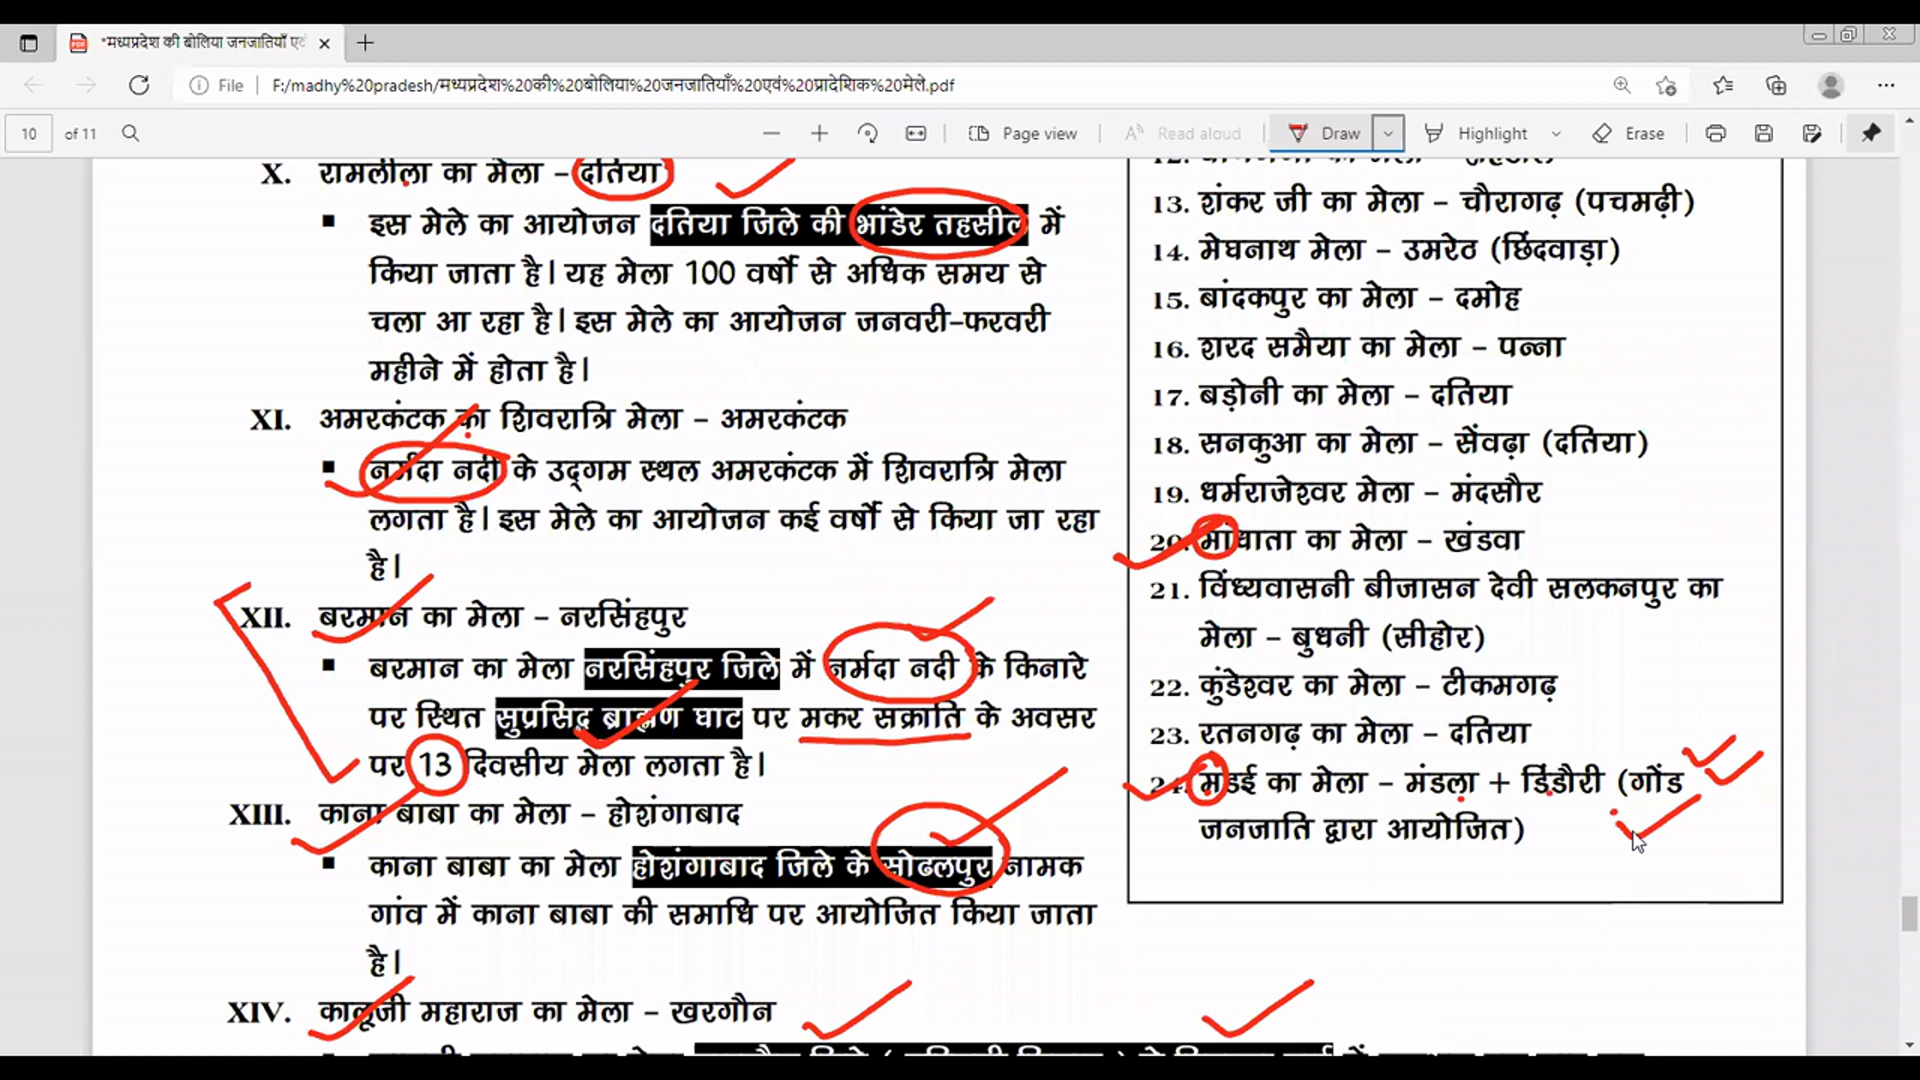 *मध्यप्रदेश की बोलिया जनजातियाँ एवं
File F:/madhy%20pradesh/मध्यप्रदेश%20की%20बोलिया%20जनजातियाँ%20एवं%20प्रादेशिक%20मेले.pdf
10 of 11
Page view
Read aloud
Draw
Highlight
Erase
X. रामलीला का मेला – दतिया
▪ इस मेले का आयोजन दतिया जिले की भांडेर तहसील में
किया जाता है। यह मेला 100 वर्षो से अधिक समय से
चला आ रहा है। इस मेले का आयोजन जनवरी-फरवरी
महीने में होता है।
XI. अमरकंटक का शिवरात्रि मेला – अमरकंटक
▪ नर्मदा नदी के उद्गम स्थल अमरकंटक में शिवरात्रि मेला
लगता है। इस मेले का आयोजन कई वर्षो से किया जा रहा
है।
XII. बरमान का मेला – नरसिंहपुर
▪ बरमान का मेला नरसिंहपुर जिले में नर्मदा नदी के किनारे
पर स्थित सुप्रसिद्ध ब्राह्मण घाट पर मकर सक्राति के अवसर
पर 13 दिवसीय मेला लगता है।
XIII. काना बाबा का मेला – होशंगाबाद
▪ काना बाबा का मेला होशंगाबाद जिले के सोढलपुर नामक
गांव में काना बाबा की समाधि पर आयोजित किया जाता
है।
XIV. कालूजी महाराज का मेला – खरगौन
13. शंकर जी का मेला – चौरागढ़ (पचमढ़ी)
14. मेघनाथ मेला – उमरेठ (छिंदवाड़ा)
15. बांदकपुर का मेला – दमोह
16. शरद समैया का मेला – पन्ना
17. बड़ोनी का मेला – दतिया
18. सनकुआ का मेला – सेंवढ़ा (दतिया)
19. धर्मराजेश्वर मेला – मंदसौर
20. मांधाता का मेला – खंडवा
21. विंध्यवासनी बीजासन देवी सलकनपुर का
मेला – बुधनी (सीहोर)
22. कुंडेश्वर का मेला – टीकमगढ़
23. रतनगढ़ का मेला – दतिया
24. मडई का मेला – मंडला + डिंडौरी (गोंड
जनजाति द्वारा आयोजित)